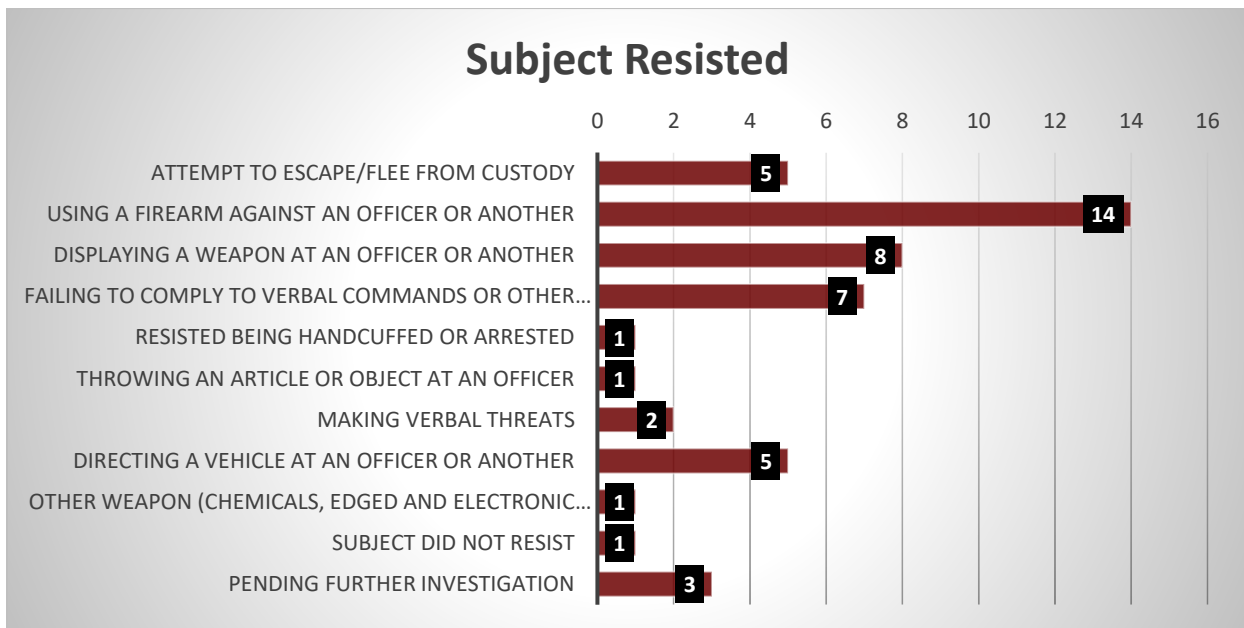 Subject Resisted
0 2 4 6 8 10 12 14 16
ATTEMPT TO ESCAPE/FLEE FROM CUSTODY 5
USING A FIREARM AGAINST AN OFFICER OR ANOTHER 14
DISPLAYING A WEAPON AT AN OFFICER OR ANOTHER 8
FAILING TO COMPLY TO VERBAL COMMANDS OR OTHER... 7
RESISTED BEING HANDCUFFED OR ARRESTED 1
THROWING AN ARTICLE OR OBJECT AT AN OFFICER 1
MAKING VERBAL THREATS 2
DIRECTING A VEHICLE AT AN OFFICER OR ANOTHER 5
OTHER WEAPON (CHEMICALS, EDGED AND ELECTRONIC... 1
SUBJECT DID NOT RESIST 1
PENDING FURTHER INVESTIGATION 3